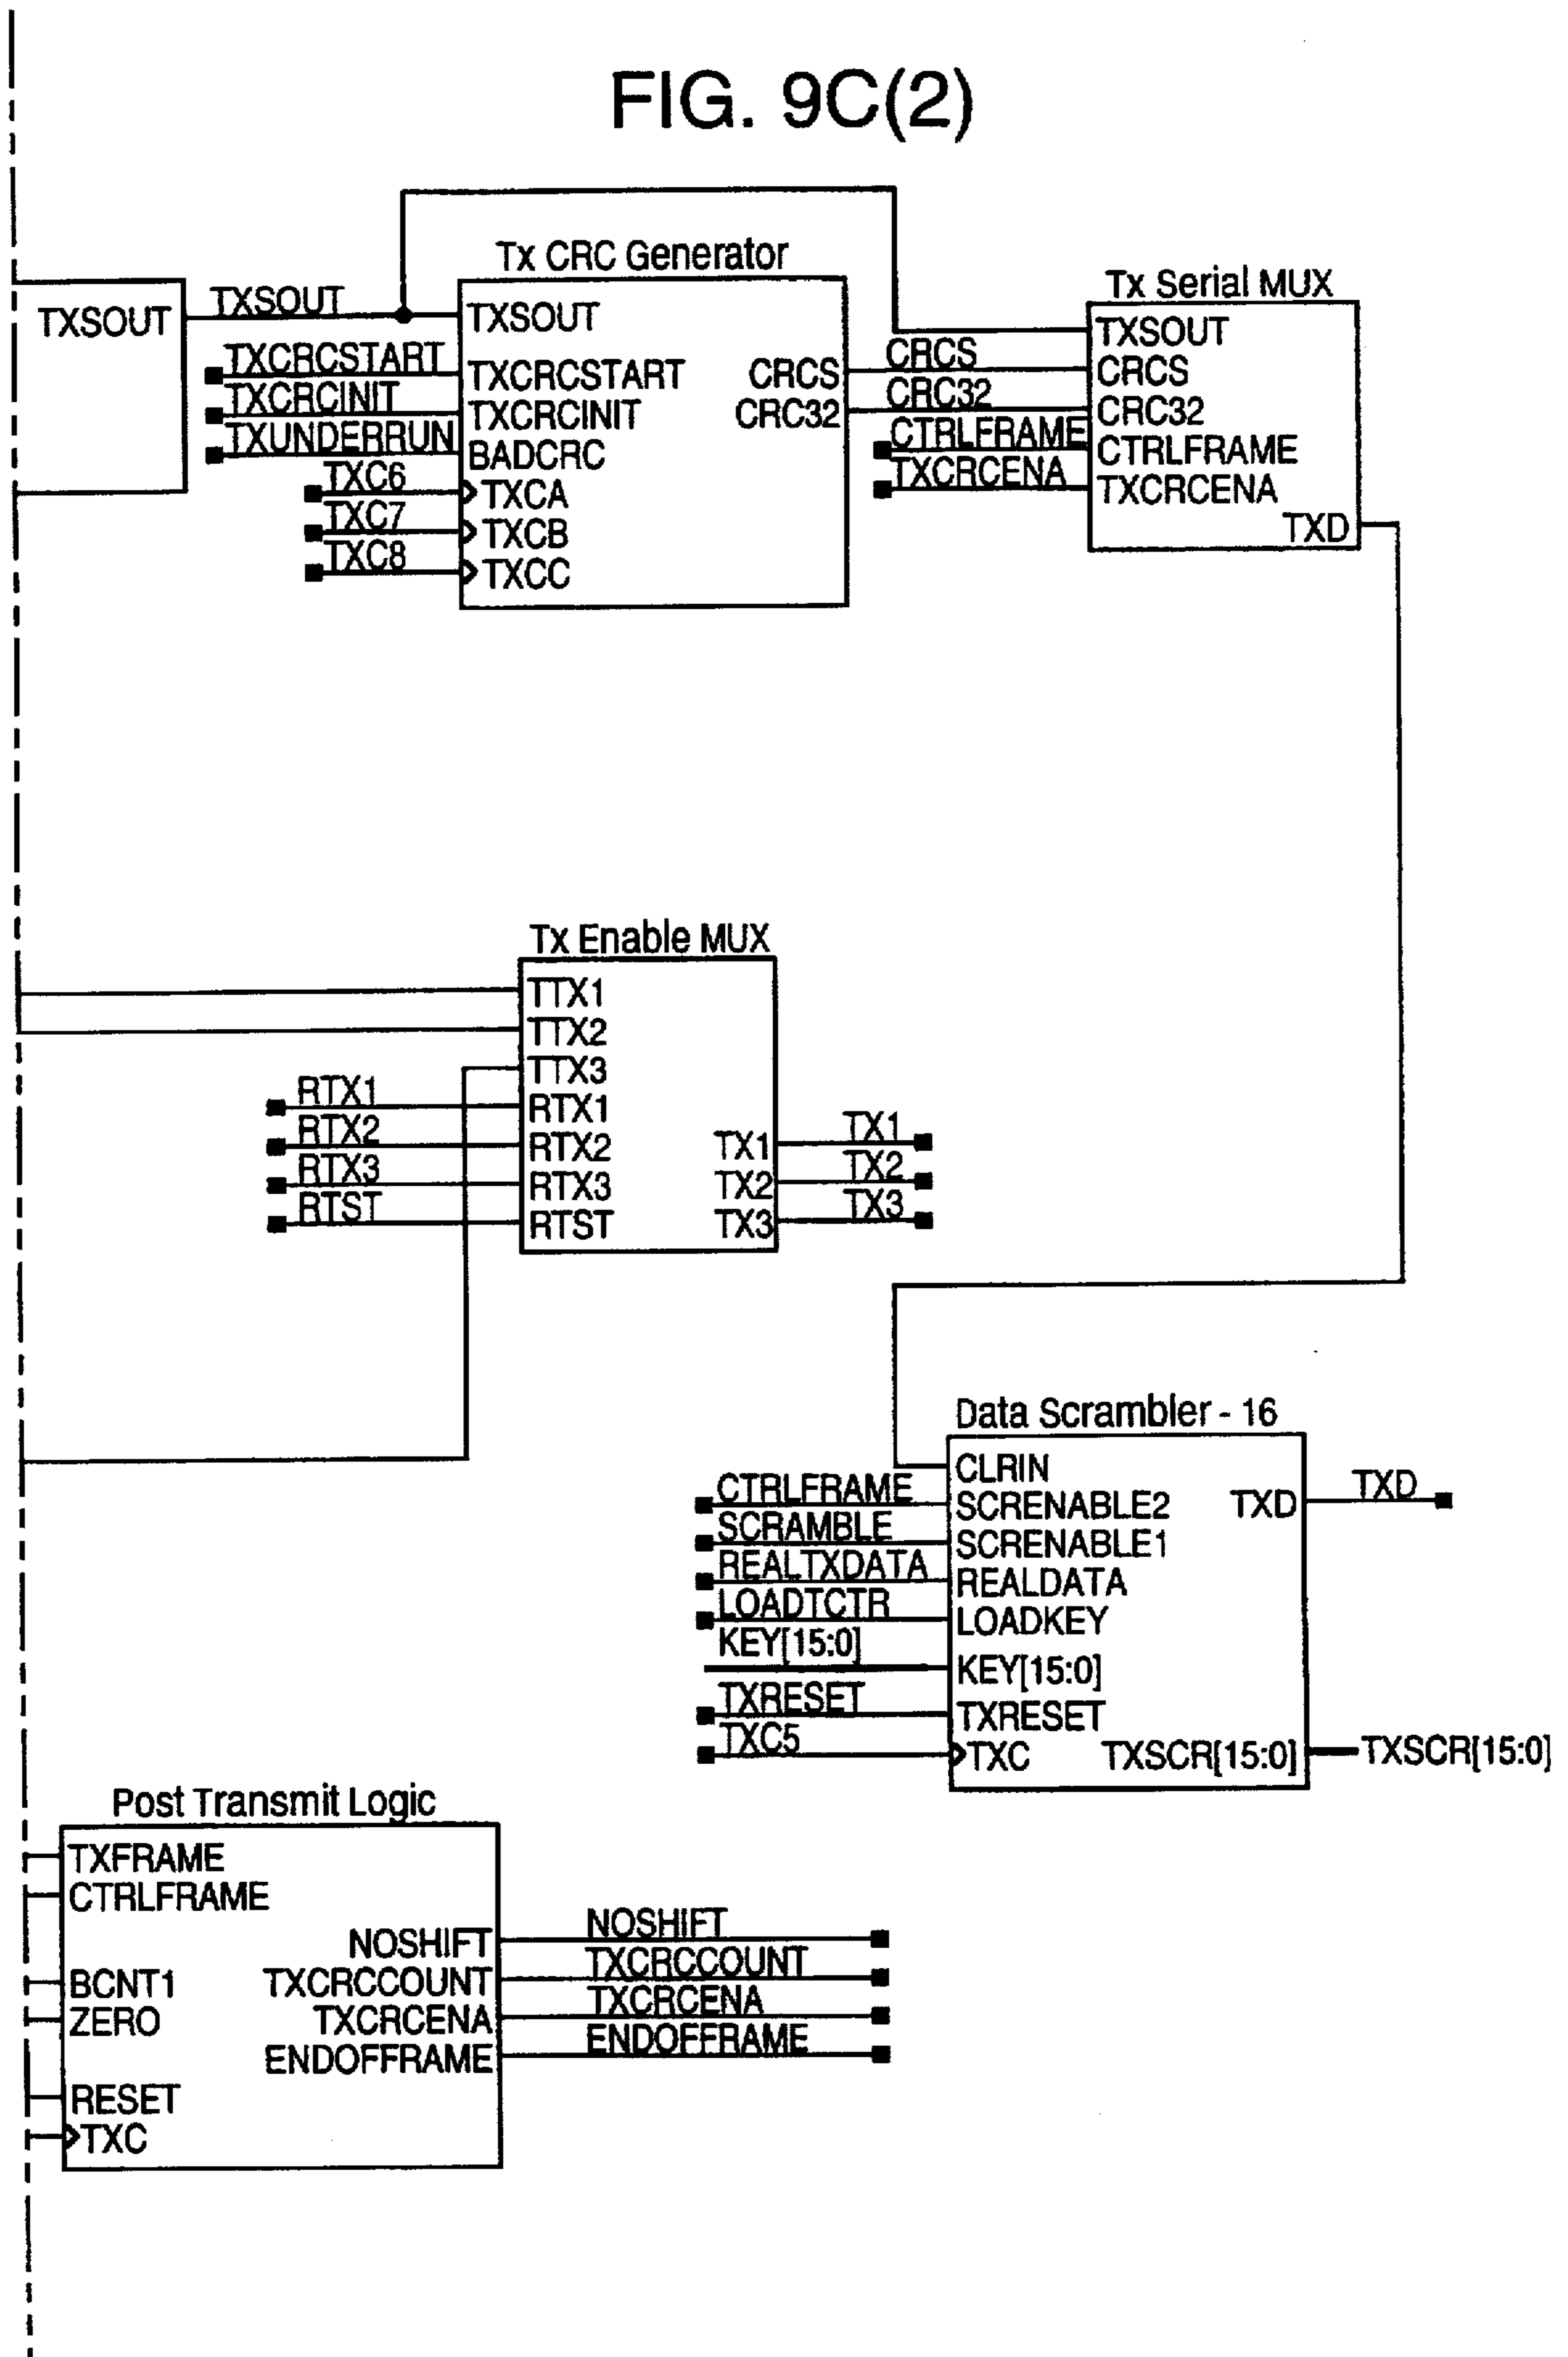 FIG. 9C(2)
Tx CRC Generator
Tx Serial MUX
TXSOUT
TXSOUT
TXSOUT
TXCRCSTART
TXCRCSTART
TXCRCINIT
TXCRCINIT
TXUNDERRUN
BADCRC
TXC6
TXCA
TXC7
TXCB
TXC8
TXCC
CRCS
CRC32
CRCS
CRC32
TXSOUT
CRCS
CRC32
CTRLFRAME
CTRLFRAME
TXCRCENA
TXCRCENA
TXD
Tx Enable MUX
TTX1
TTX2
TTX3
RTX1
RTX1
RTX2
RTX2
RTX3
RTX3
RTST
RTST
TX1
TX1
TX2
TX2
TX3
TX3
Data Scrambler - 16
CLRIN
CTRLFRAME
SCRENABLE2
SCRAMBLE
SCRENABLE1
REALTXDATA
REALDATA
LOADTCTR
LOADKEY
KEY[15:0]
KEY[15:0]
TXRESET
TXRESET
TXC5
TXC
TXD
TXD
TXSCR[15:0]
TXSCR[15:0]
Post Transmit Logic
TXFRAME
CTRLFRAME
BCNT1
ZERO
RESET
TXC
NOSHIFT
NOSHIFT
TXCRCCOUNT
TXCRCCOUNT
TXCRCENA
TXCRCENA
ENDOFFRAME
ENDOFFRAME